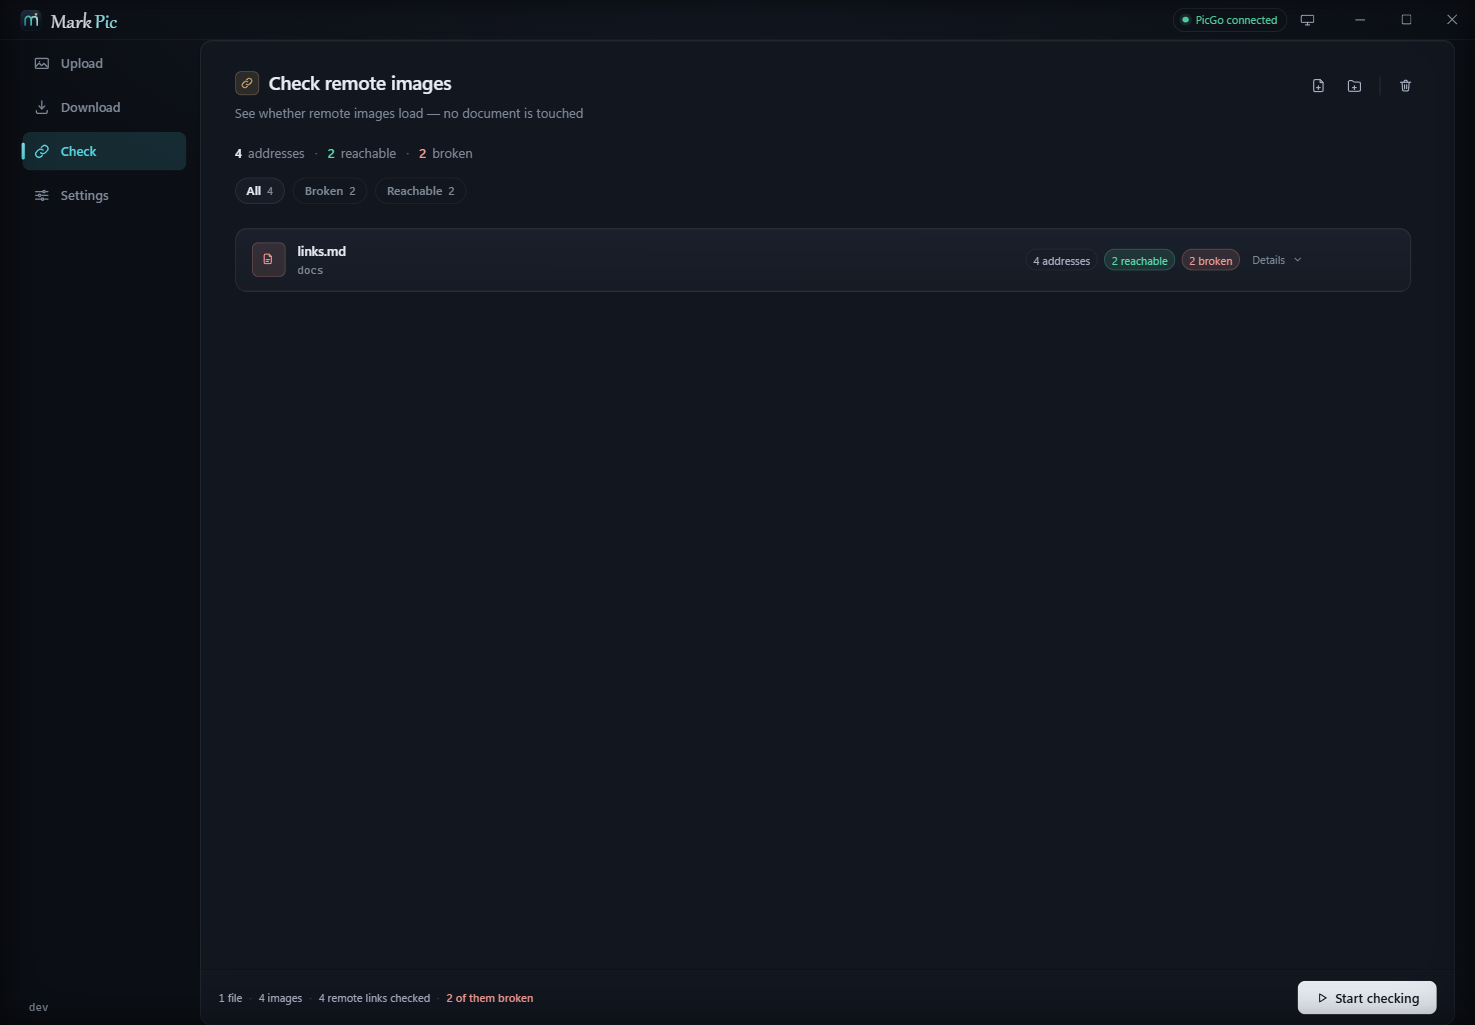 Mark Pic
PicGo connected
Upload
Download
Check
Settings
Check remote images
See whether remote images load — no document is touched
4 addresses · 2 reachable · 2 broken
All 4 Broken 2 Reachable 2
links.md
docs
4 addresses 2 reachable 2 broken Details
1 file · 4 images · 4 remote links checked · 2 of them broken
Start checking
dev